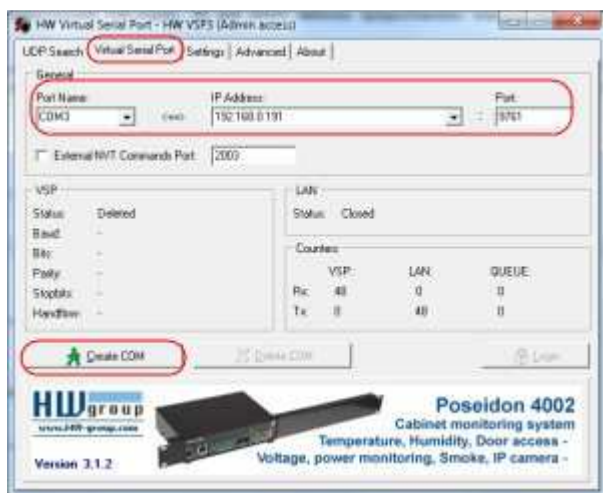 HW Virtual Serial Port - HW VSP3 (Admin access)
UDP Search Virtual Serial Port Settings Advanced About
General
Port Name: IP Address: Port:
COM3 <==> 192.168.0.191 : 9761
External NVT Commands Port: 2003
VSP LAN
Status: Deleted Status: Closed
Baud: -
Bits: - Counters
Parity: - VSP: LAN: QUEUE:
Stopbits: - Rx: 48 0 0
Handflow: - Tx: 0 48 0
Create COM Delete COM Login
HW group
www.HW-group.com
Version 3.1.2
Poseidon 4002
Cabinet monitoring system
Temperature, Humidity, Door access -
Voltage, power monitoring, Smoke, IP camera -